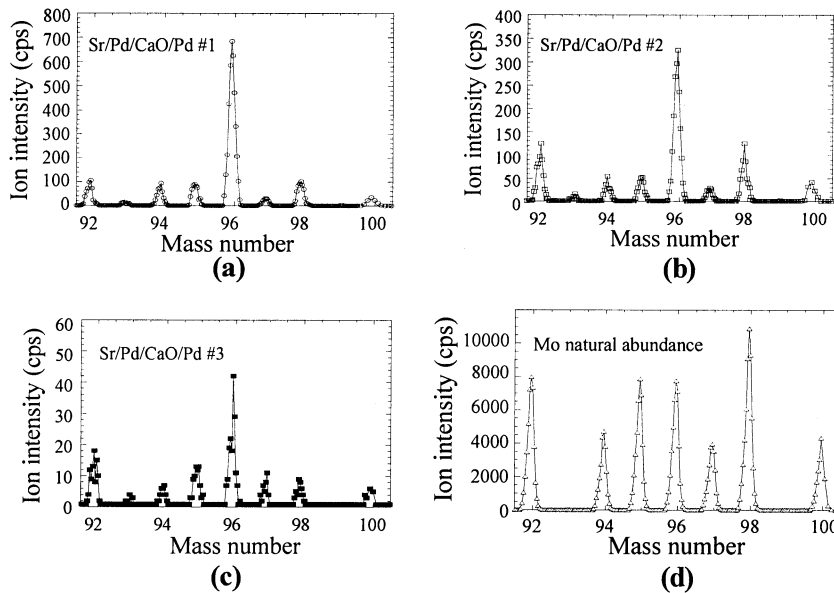 800
700
600
500
400
300
200
100
0
Ion intensity (cps)
Sr/Pd/CaO/Pd #1
92 94 96 98 100
Mass number
(a)
400
350
300
350
200
150
100
50
0
Ion intensity (cps)
Sr/Pd/CaO/Pd #2
92 94 96 98 100
Mass number
(b)
60
50
40
30
20
10
0
Ion intensity (cps)
Sr/Pd/CaO/Pd #3
92 94 96 98 100
Mass number
(c)
10000
8000
6000
4000
2000
0
Ion intensity (cps)
Mo natural abundance
92 94 96 98 100
Mass number
(d)